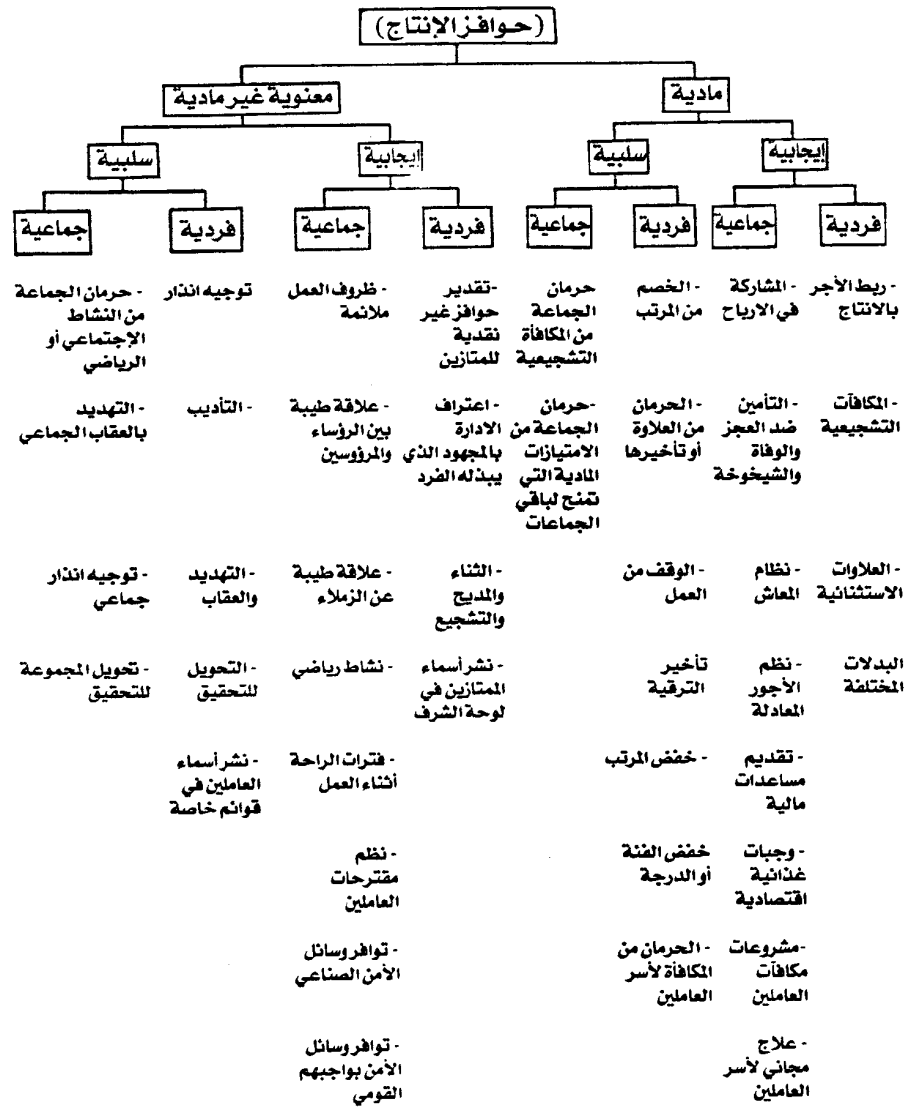 (حوافز الإنتاج)
مادية
معنوية غير مادية
إيجابية
سلبية
إيجابية
سلبية
فردية
جماعية
فردية
جماعية
فردية
جماعية
فردية
جماعية
- ربط الأجر
بالانتاج
المكافآت
التشجيعية
- العلاوات
الاستثنائية
البدلات
المختلفة
- المشاركة
في الارباح
- التأمين
ضد العجز
والوفاة
والشيخوخة
- نظام
المعاش
- نظم
الأجور
المعادلة
- تقديم
مساعدات
مالية
- وجبات
غذائية
اقتصادية
-مشروعات
مكافآت
العاملين
- علاج
مجاني لأسر
العاملين
- الخصم
من المرتب
- الحرمان
من العلاوة
أو تأخيرها
- الوقف من
العمل
تأخير
الترقية
- خفض المرتب
خفض الفئة
أو الدرجة
- الحرمان من
المكافأة لأسر
العاملين
حرمان
الجماعة
من المكافأة
التشجيعية
-حرمان
الجماعة من
الامتيازات
المادية التي
تمنح لباقي
الجماعات
-تقدير
حوافز غير
نقدية
للمتازين
- اعتراف
الادارة
بالمجهود الذي
يبذله الفرد
- الثناء
والمديح
والتشجيع
- نشر أسماء
الممتازين في
لوحة الشرف
- ظروف العمل
ملائمة
- علاقة طيبة
بين الرؤساء
والمرؤوسين
- علاقة طيبة
عن الزملاء
- نشاط رياضي
- فترات الراحة
أثناء العمل
- نظم
مقترحات
العاملين
- توافر وسائل
الأمن الصناعي
- توافر وسائل
الأمن بواجبهم
القومي
توجيه انذار
- التأديب
- التهديد
والعقاب
- التحويل
للتحقيق
- نشر أسماء
العاملين في
قوائم خاصة
- حرمان الجماعة
من النشاط
الإجتماعي أو
الرياضي
- التهديد
بالعقاب الجماعي
- توجيه انذار
جماعي
- تحويل المجموعة
للتحقيق